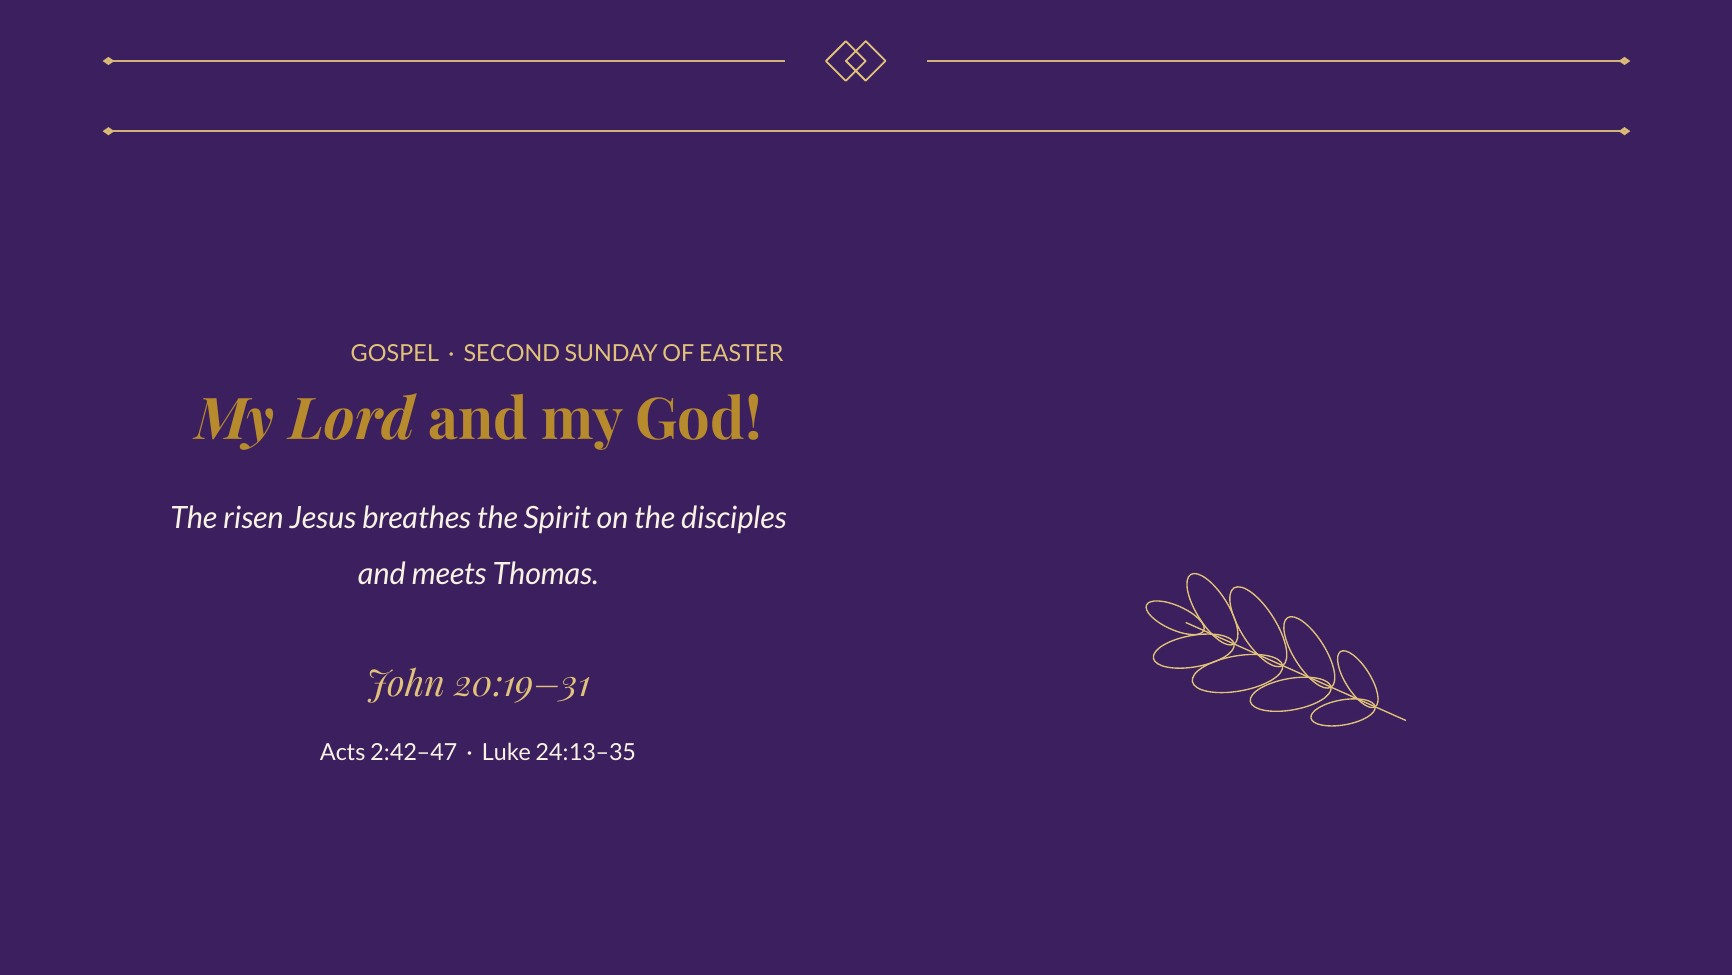 GOSPEL · SECOND SUNDAY OF EASTER
My Lord and my God!
The risen Jesus breathes the Spirit on the disciples
and meets Thomas.
John 20:19–31
Acts 2:42–47 · Luke 24:13–35